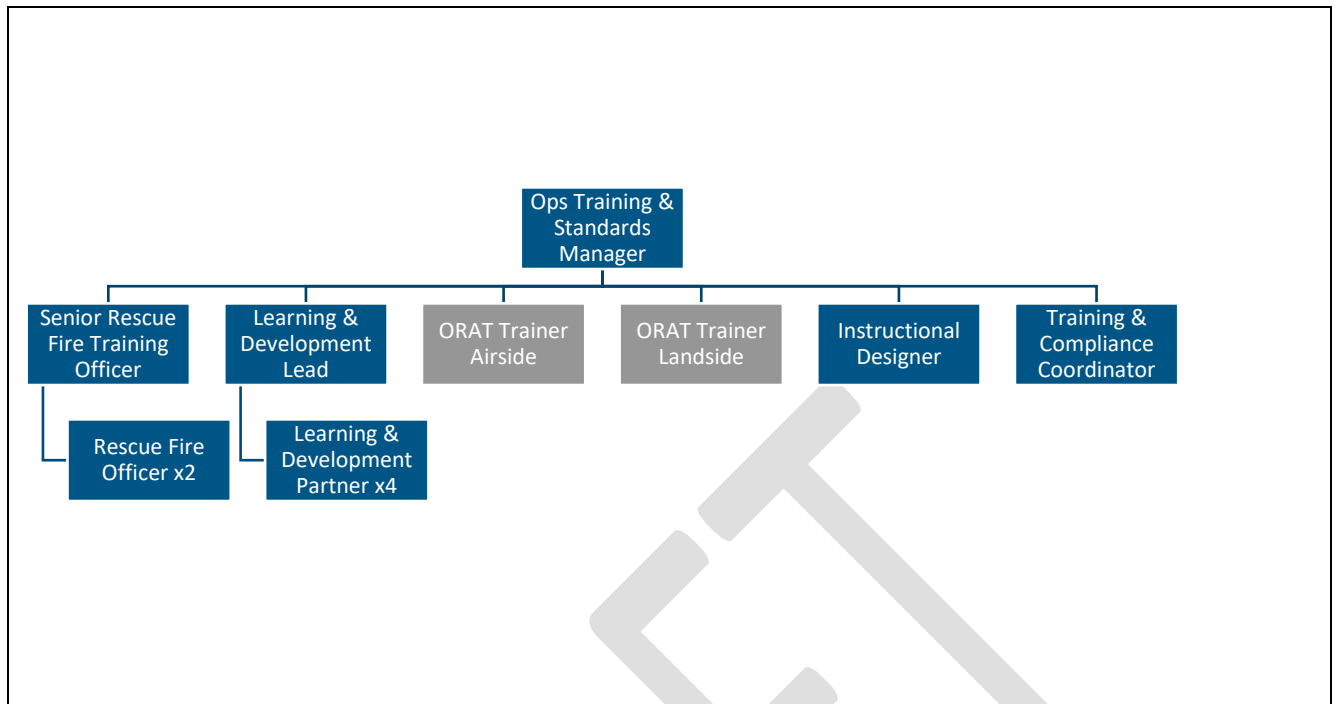 Ops Training &
Standards
Manager
Senior Rescue
Fire Training
Officer
Learning &
Development
Lead
ORAT Trainer
Airside
ORAT Trainer
Landside
Instructional
Designer
Training &
Compliance
Coordinator
Rescue Fire
Officer x2
Learning &
Development
Partner x4